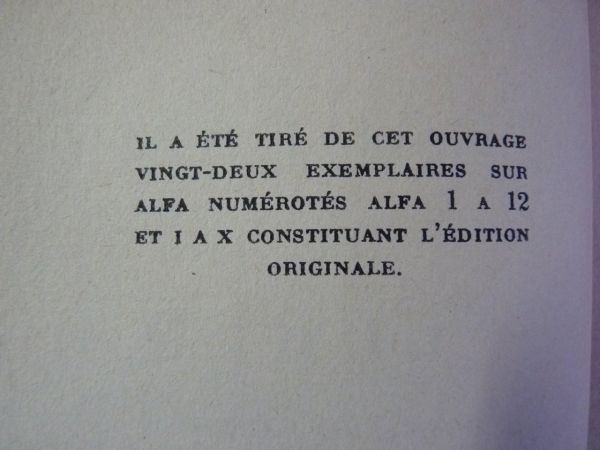 IL A ÉTÉ TIRÉ DE CET OUVRAGE
VINGT-DEUX EXEMPLAIRES SUR
ALFA NUMÉROTÉS ALFA 1 A 12
ET I A X CONSTITUANT L'ÉDITION
ORIGINALE.